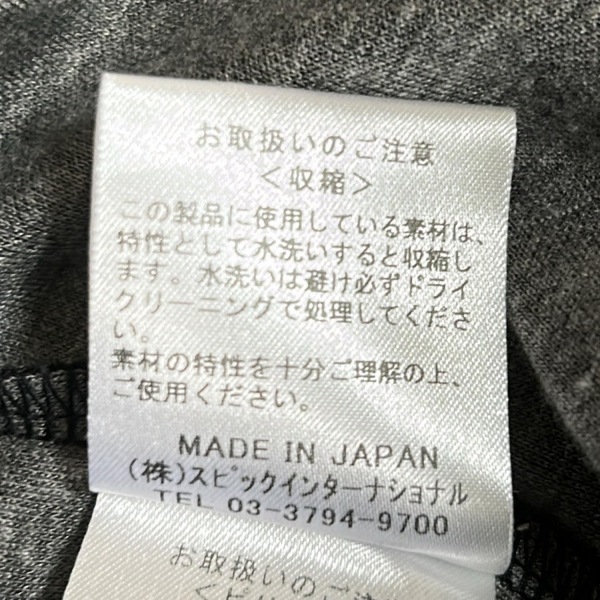 お取扱いのご注意
＜収縮＞
この製品に使用している素材は、
特性として水洗いすると収縮し
ます。水洗いは避け必ずドライ
クリーニングで処理してくださ
い。
素材の特性を十分ご理解の上、
ご使用ください。
MADE IN JAPAN
(株)スピックインターナショナル
TEL 03-3794-9700
お取扱いのご注意